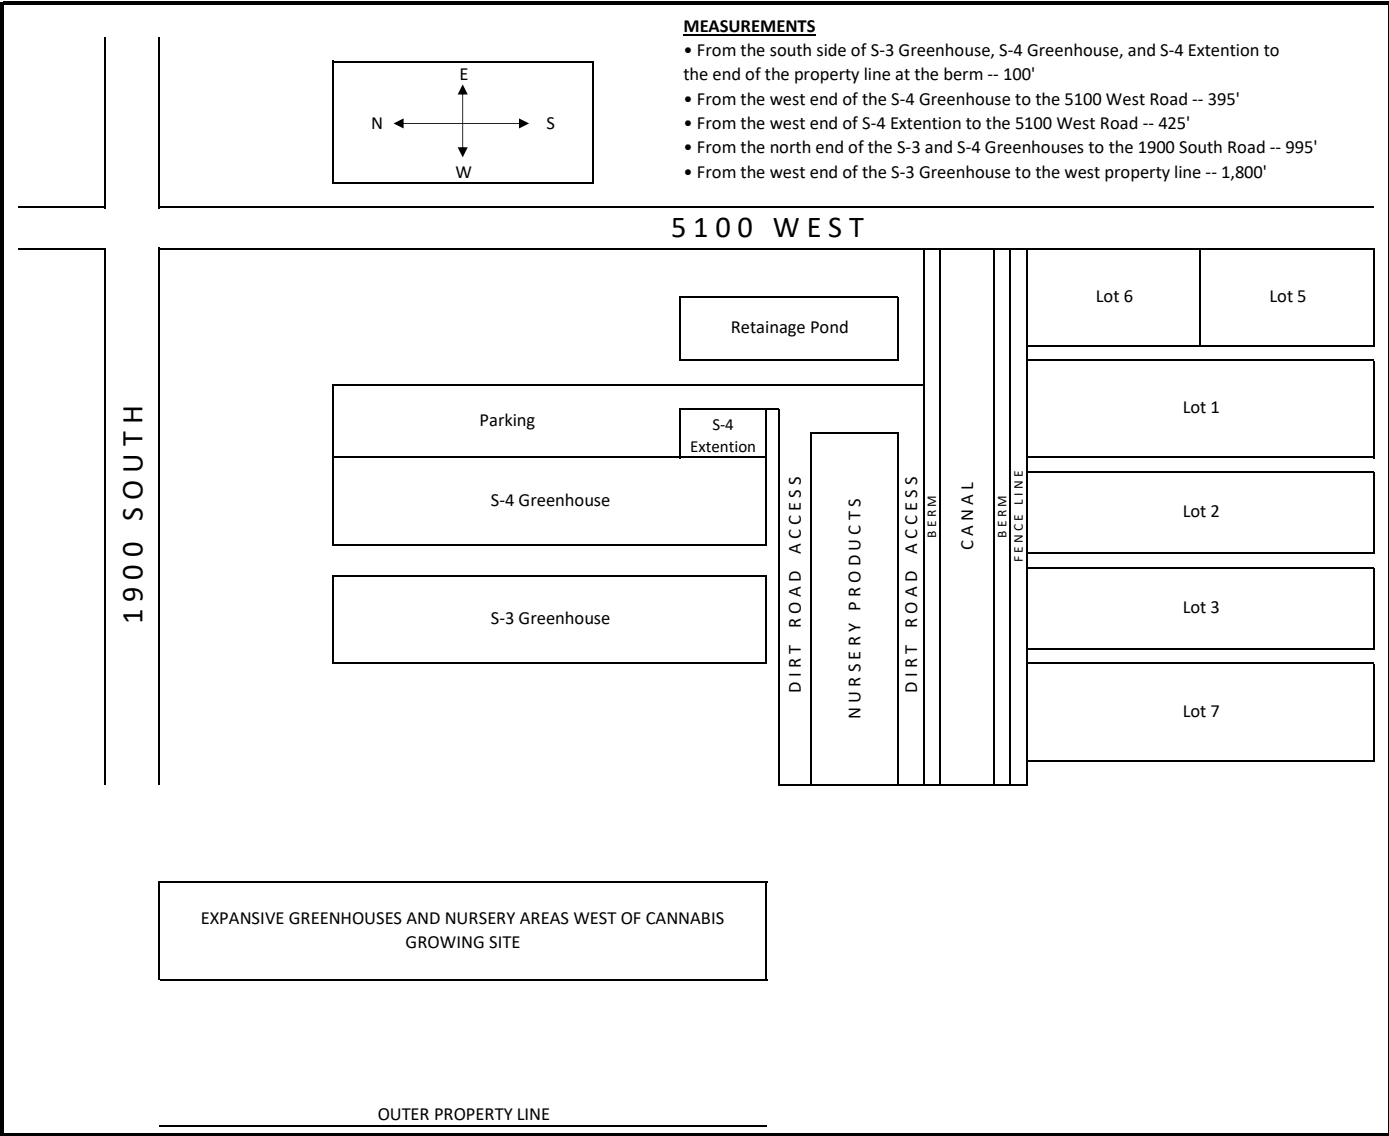 MEASUREMENTS
• From the south side of S-3 Greenhouse, S-4 Greenhouse, and S-4 Extention to
the end of the property line at the berm -- 100'
• From the west end of the S-4 Greenhouse to the 5100 West Road -- 395'
• From the west end of S-4 Extention to the 5100 West Road -- 425'
• From the north end of the S-3 and S-4 Greenhouses to the 1900 South Road -- 995'
• From the west end of the S-3 Greenhouse to the west property line -- 1,800'
E
N
S
W
5100 WEST
1900 SOUTH
Retainage Pond
Parking
S-4
Extention
S-4 Greenhouse
S-3 Greenhouse
DIRT ROAD ACCESS
NURSERY PRODUCTS
DIRT ROAD ACCESS
BERM
CANAL
BERM
FENCE LINE
Lot 6
Lot 5
Lot 1
Lot 2
Lot 3
Lot 7
EXPANSIVE GREENHOUSES AND NURSERY AREAS WEST OF CANNABIS
GROWING SITE
OUTER PROPERTY LINE